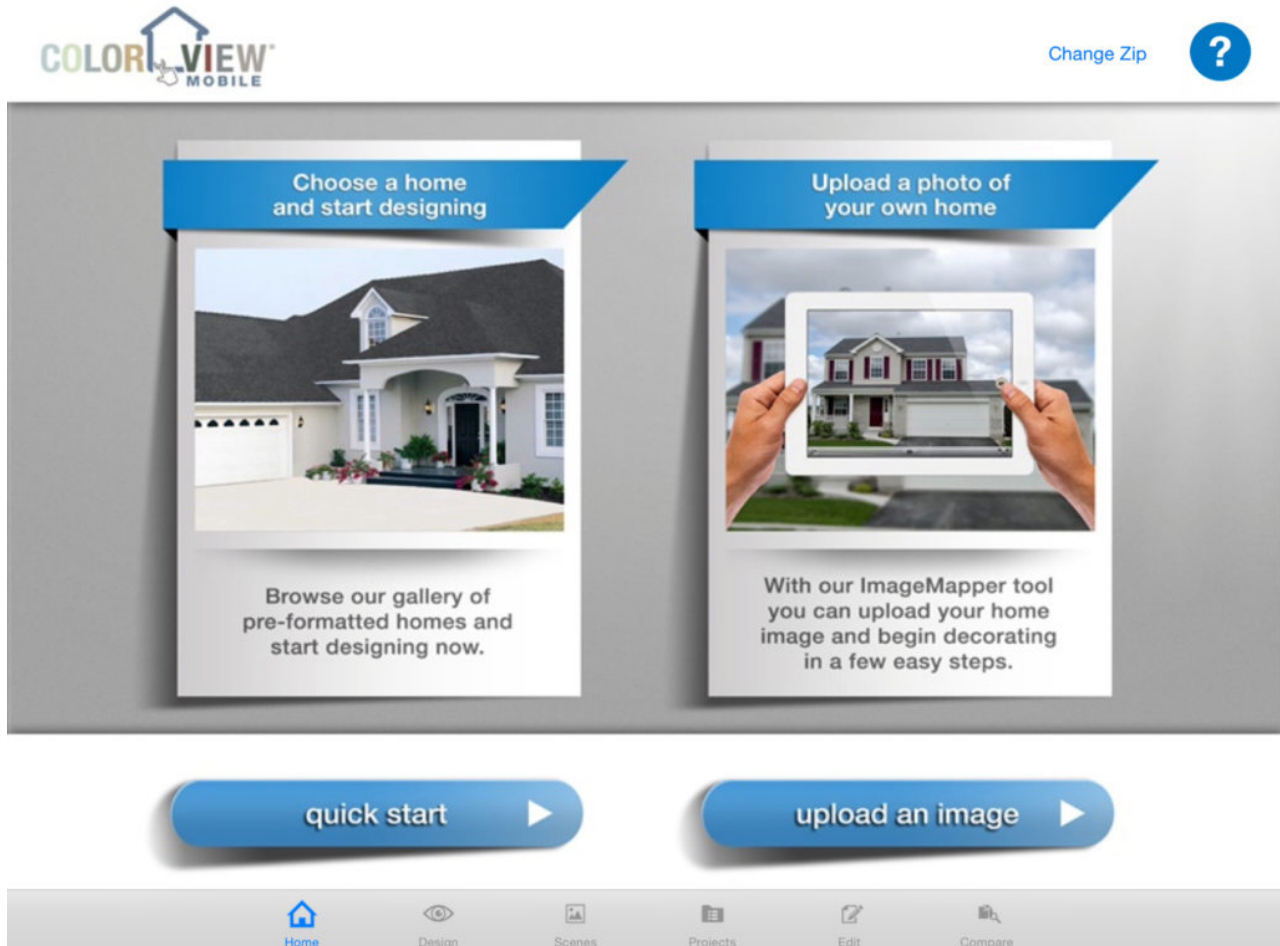 COLOR VIEW®
MOBILE
Change Zip
?
Choose a home
and start designing
Upload a photo of
your own home
Browse our gallery of
pre-formatted homes and
start designing now.
With our ImageMapper tool
you can upload your home
image and begin decorating
in a few easy steps.
quick start
upload an image
Home
Design
Scenes
Projects
Edit
Compare